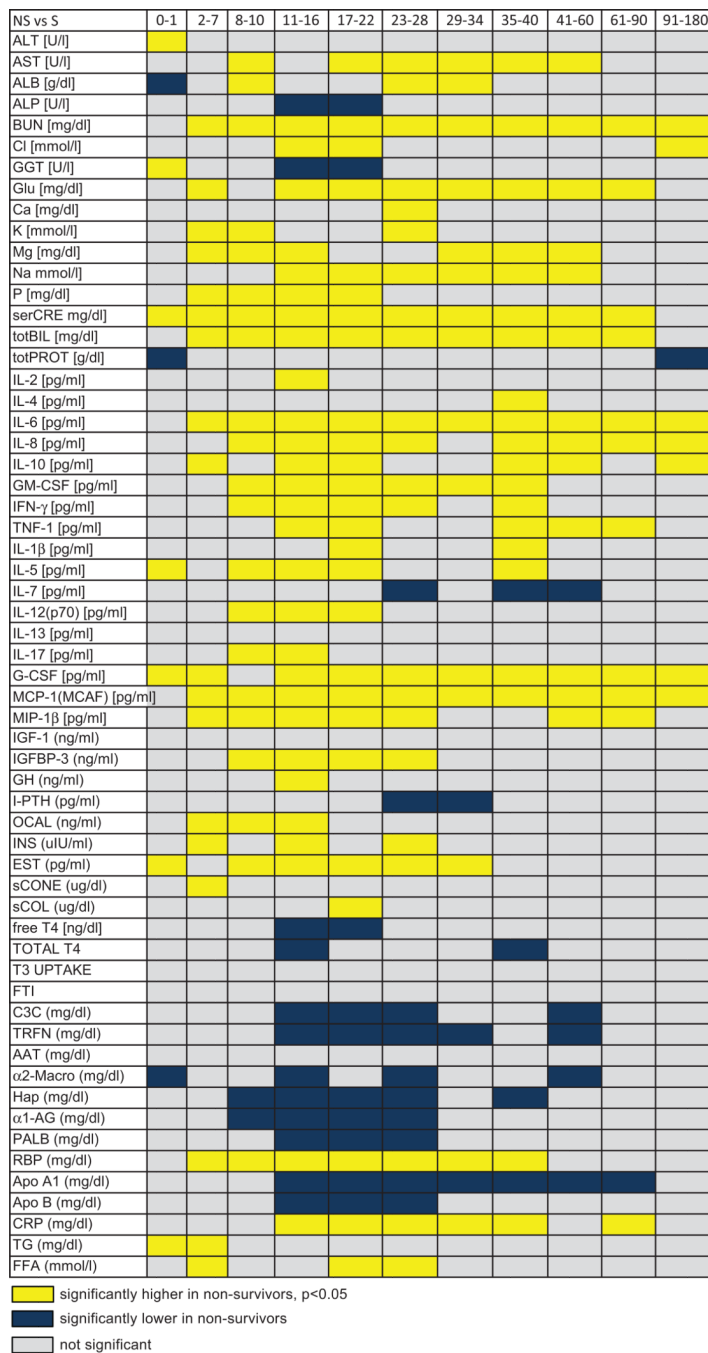 NS vs S 0-1 2-7 8-10 11-16 17-22 23-28 29-34 35-40 41-60 61-90 91-180
ALT [U/l]
AST [U/l]
ALB [g/dl]
ALP [U/l]
BUN [mg/dl]
Cl [mmol/l]
GGT [U/l]
Glu [mg/dl]
Ca [mg/dl]
K [mmol/l]
Mg [mg/dl]
Na mmol/l]
P [mg/dl]
serCRE mg/dl]
totBIL [mg/dl]
totPROT [g/dl]
IL-2 [pg/ml]
IL-4 [pg/ml]
IL-6 [pg/ml]
IL-8 [pg/ml]
IL-10 [pg/ml]
GM-CSF [pg/ml]
IFN-γ [pg/ml]
TNF-1 [pg/ml]
IL-1β [pg/ml]
IL-5 [pg/ml]
IL-7 [pg/ml]
IL-12(p70) [pg/ml]
IL-13 [pg/ml]
IL-17 [pg/ml]
G-CSF [pg/ml]
MCP-1(MCAF) [pg/ml]
MIP-1β [pg/ml]
IGF-1 (ng/ml)
IGFBP-3 (ng/ml)
GH (ng/ml)
I-PTH (pg/ml)
OCAL (ng/ml)
INS (uIU/ml)
EST (pg/ml)
sCONE (ug/dl)
sCOL (ug/dl)
free T4 [ng/dl]
TOTAL T4
T3 UPTAKE
FTI
C3C (mg/dl)
TRFN (mg/dl)
AAT (mg/dl)
α2-Macro (mg/dl)
Hap (mg/dl)
α1-AG (mg/dl)
PALB (mg/dl)
RBP (mg/dl)
Apo A1 (mg/dl)
Apo B (mg/dl)
CRP (mg/dl)
TG (mg/dl)
FFA (mmol/l)
significantly higher in non-survivors, p<0.05
significantly lower in non-survivors
not significant